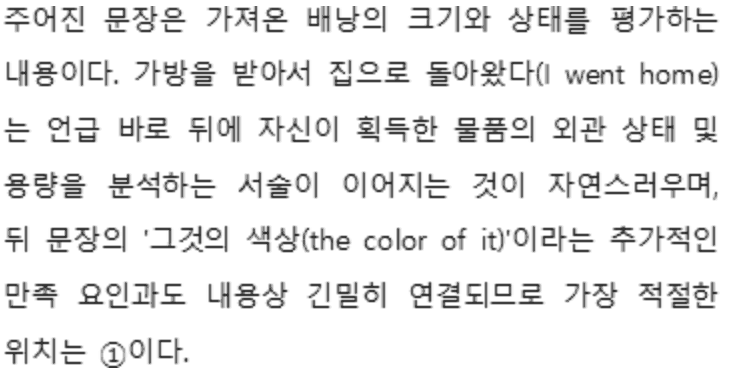 주어진 문장은 가져온 배낭의 크기와 상태를 평가하는
내용이다. 가방을 받아서 집으로 돌아왔다(I went home)
는 언급 바로 뒤에 자신이 획득한 물품의 외관 상태 및
용량을 분석하는 서술이 이어지는 것이 자연스러우며,
뒤 문장의 '그것의 색상(the color of it)'이라는 추가적인
만족 요인과도 내용상 긴밀히 연결되므로 가장 적절한
위치는 ①이다.